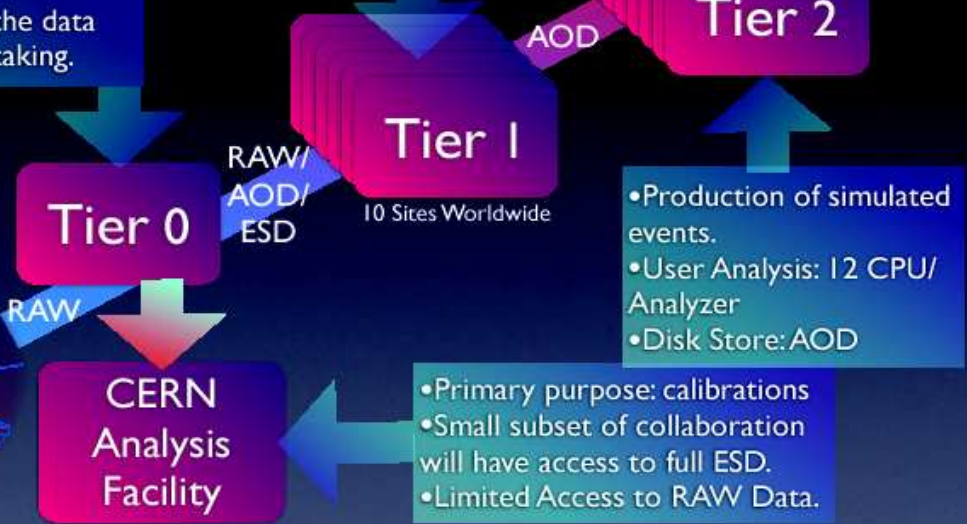 the data
taking.
Tier 0
RAW
RAW/
AOD/
ESD
Tier 1
10 Sites Worldwide
AOD
Tier 2
•Production of simulated
events.
•User Analysis: 12 CPU/
Analyzer
•Disk Store: AOD
CERN
Analysis
Facility
•Primary purpose: calibrations
•Small subset of collaboration
will have access to full ESD.
•Limited Access to RAW Data.